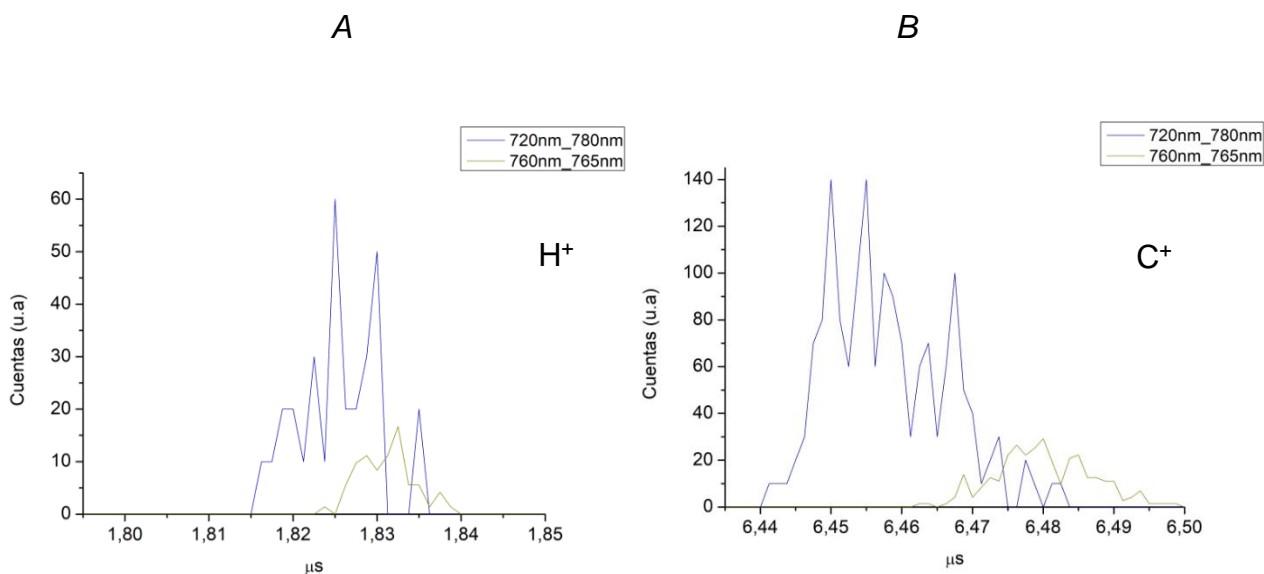 A
B
720nm_780nm
760nm_765nm
720nm_780nm
760nm_765nm
60
50
40
30
20
10
0
Cuentas (u.a)
H⁺
1,80 1,81 1,82 1,83 1,84 1,85
μs
140
120
100
80
60
40
20
0
Cuentas (u.a)
C⁺
6,44 6,45 6,46 6,47 6,48 6,49 6,50
μs